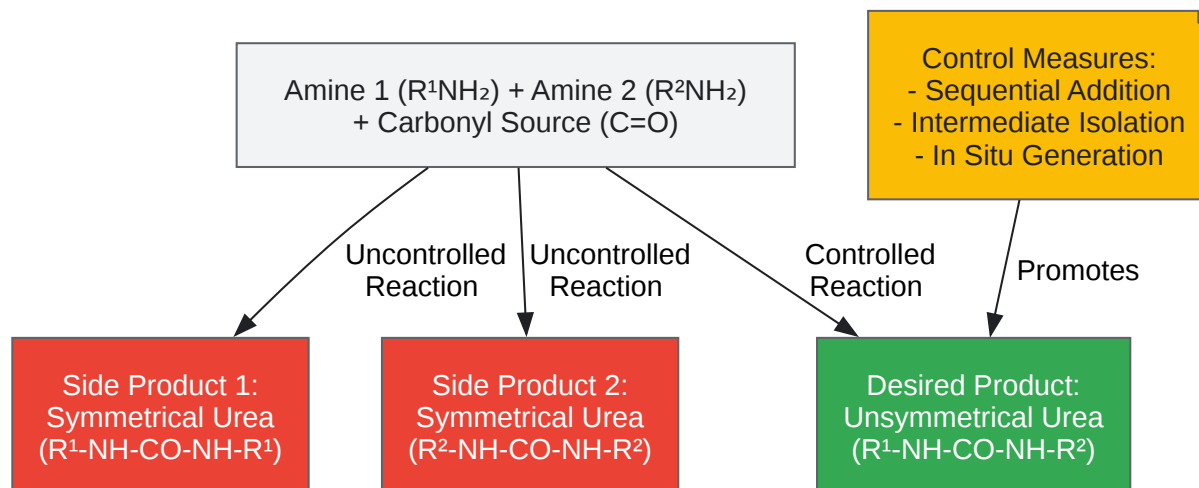 Amine 1 (R¹NH₂) + Amine 2 (R²NH₂)
+ Carbonyl Source (C=O)
Control Measures:
- Sequential Addition
- Intermediate Isolation
- In Situ Generation
Uncontrolled
Reaction
Uncontrolled
Reaction
Controlled
Reaction
Promotes
Side Product 1:
Symmetrical Urea
(R¹-NH-CO-NH-R¹)
Side Product 2:
Symmetrical Urea
(R²-NH-CO-NH-R²)
Desired Product:
Unsymmetrical Urea
(R¹-NH-CO-NH-R²)